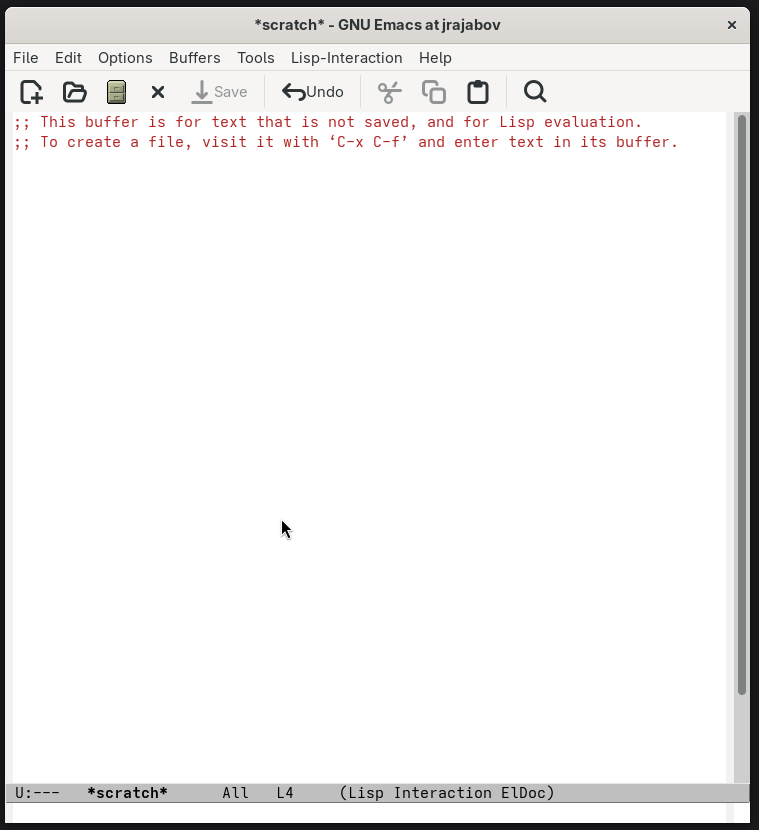 *scratch* - GNU Emacs at jrajabov
File Edit Options Buffers Tools Lisp-Interaction Help
Save Undo
;; This buffer is for text that is not saved, and for Lisp evaluation.
;; To create a file, visit it with ‘C-x C-f’ and enter text in its buffer.
U:--- *scratch* All L4 (Lisp Interaction ElDoc)